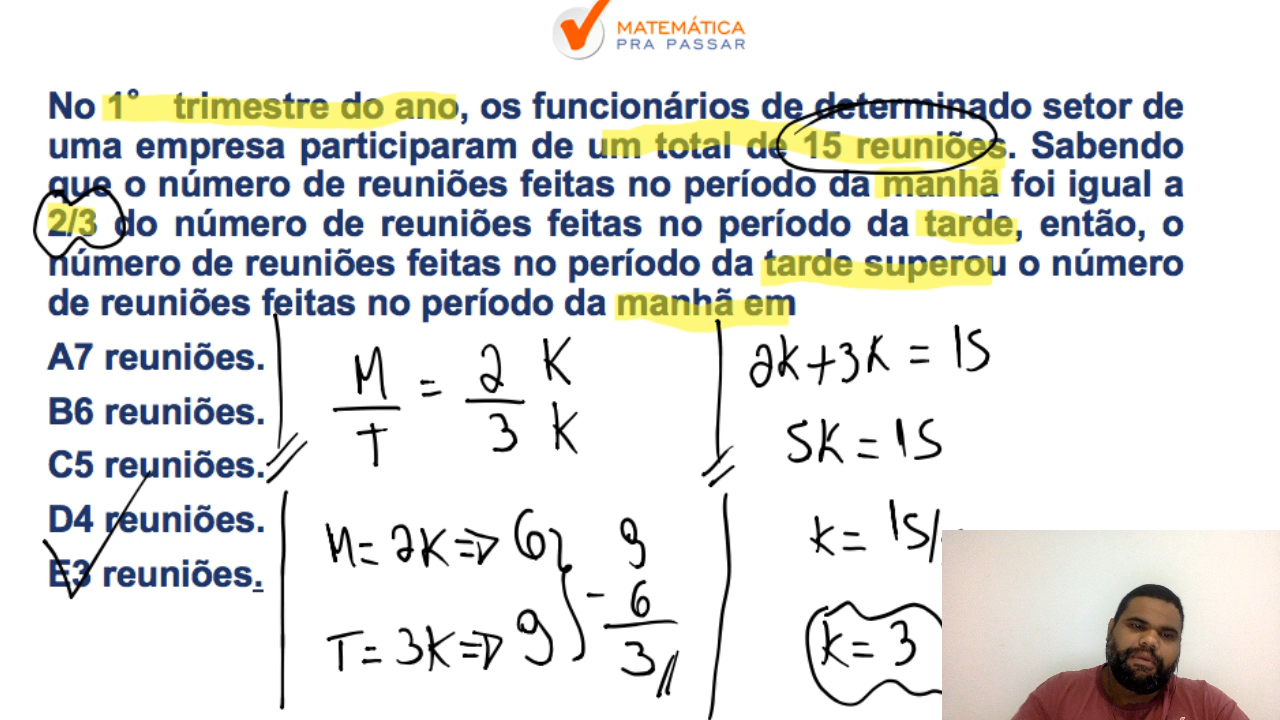 MATEMÁTICA
PRA PASSAR
No 1° trimestre do ano, os funcionários de determinado setor de
uma empresa participaram de um total de 15 reuniões. Sabendo
que o número de reuniões feitas no período da manhã foi igual a
2/3 do número de reuniões feitas no período da tarde, então, o
número de reuniões feitas no período da tarde superou o número
de reuniões feitas no período da manhã em
A7 reuniões.
B6 reuniões.
C5 reuniões.
D4 reuniões.
E3 reuniões.
M/T = 2K/3K
M = 2K => 6
T = 3K => 9
9
- 6
3
2K + 3K = 15
5K = 15
K = 15/
K = 3